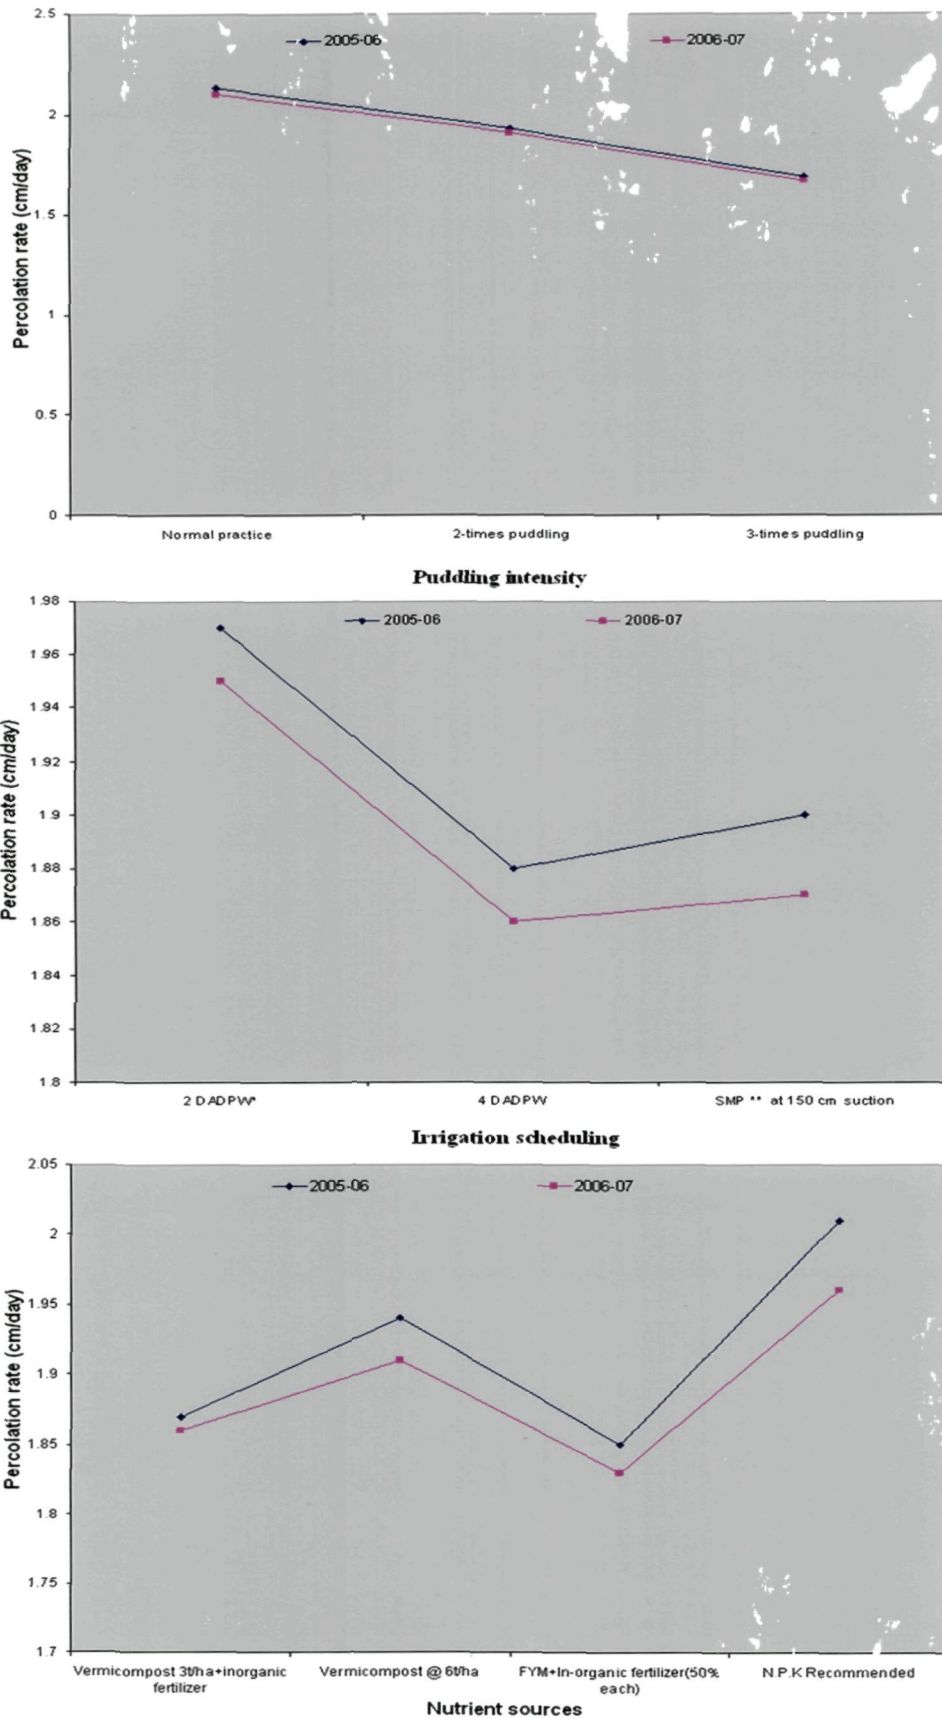 2.5
2005-06
2006-07
2
1.5
1
0.5
0
Percolation rate (cm/day)
Normal practice
2-times puddling
3-times puddling
Puddling intensity
1.98
2005-06
2006-07
1.96
1.94
1.92
1.9
1.88
1.86
1.84
1.82
1.8
Percolation rate (cm/day)
2 DADPW*
4 DADPW
SMP ** at 150 cm suction
Irrigation scheduling
2.05
2005-06
2006-07
2
1.95
1.9
1.85
1.8
1.75
1.7
Percolation rate (cm/day)
Vermicompost 3t/ha+inorganic
fertilizer
Vermicompost @ 6t/ha
FYM+In-organic fertilizer(50%
each)
N.P.K Recommended
Nutrient sources